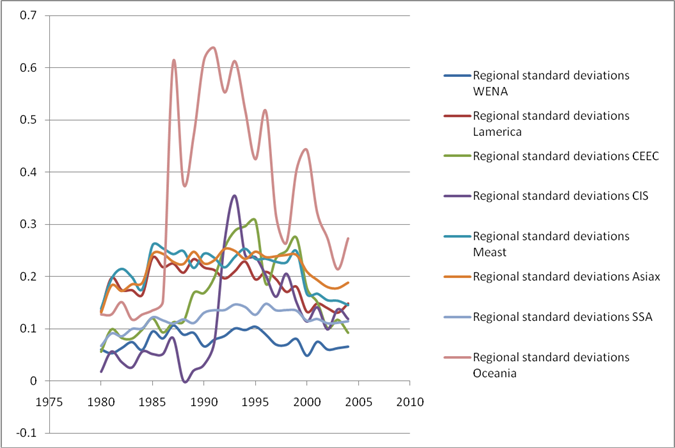 0.7
0.6
0.5
0.4
0.3
0.2
0.1
0
-0.1
1975
1980
1985
1990
1995
2000
2005
2010
Regional standard deviations
WENA
Regional standard deviations
Lamerica
Regional standard deviations CEEC
Regional standard deviations CIS
Regional standard deviations
Meast
Regional standard deviations Asiax
Regional standard deviations SSA
Regional standard deviations
Oceania